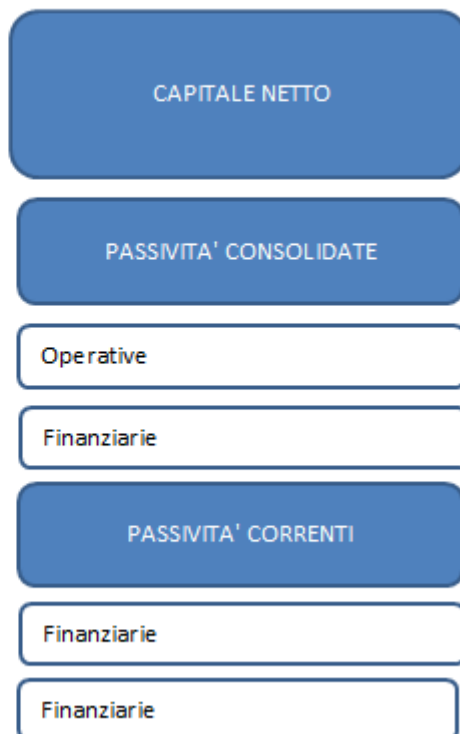 CAPITALE NETTO
PASSIVITA' CONSOLIDATE
Operative
Finanziarie
PASSIVITA' CORRENTI
Finanziarie
Finanziarie